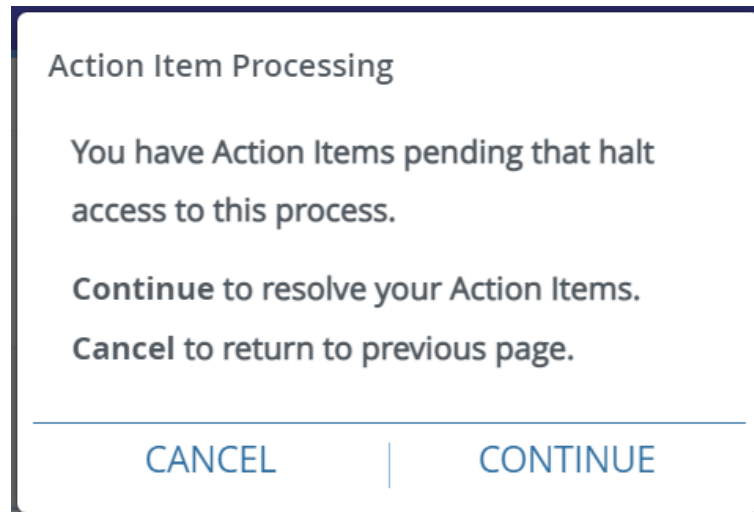 Action Item Processing
You have Action Items pending that halt
access to this process.
Continue to resolve your Action Items.
Cancel to return to previous page.
CANCEL
CONTINUE